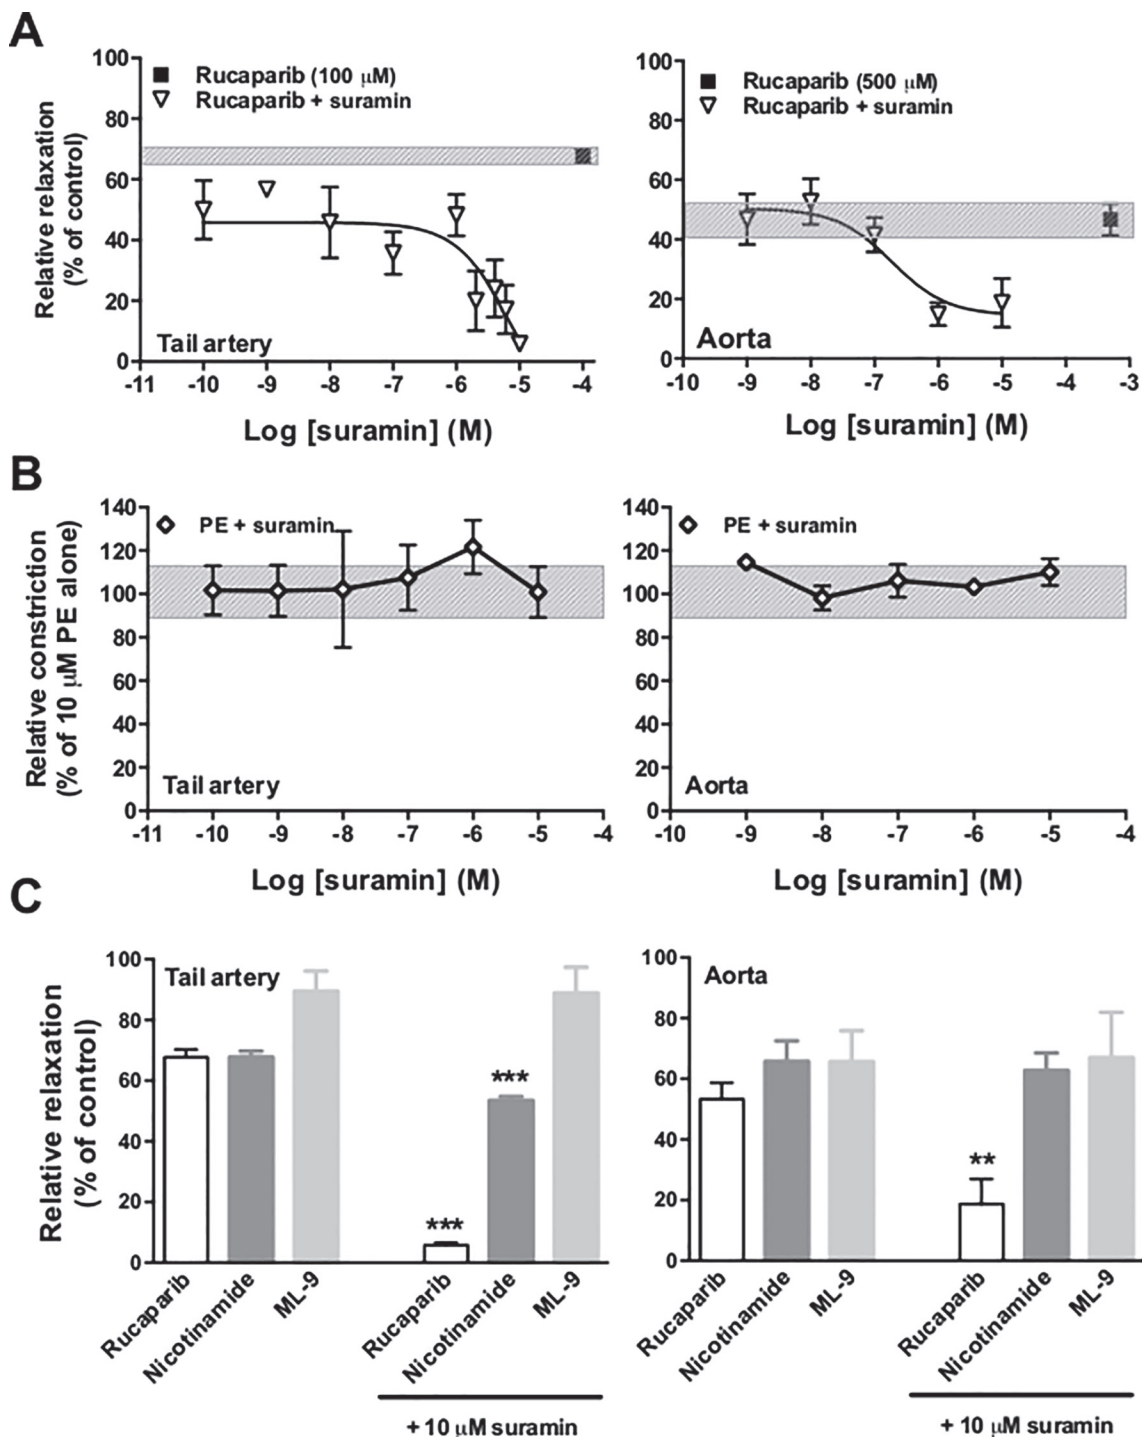 A
Relative relaxation
(% of control)
100
80
60
40
20
0
Rucaparib (100 μM)
Rucaparib + suramin
Tail artery
-11 -10 -9 -8 -7 -6 -5 -4
Log [suramin] (M)
100
80
60
40
20
0
Rucaparib (500 μM)
Rucaparib + suramin
Aorta
-10 -9 -8 -7 -6 -5 -4 -3
Log [suramin] (M)
B
Relative constriction
(% of 10 μM PE alone)
140
120
100
80
60
40
20
0
PE + suramin
Tail artery
-11 -10 -9 -8 -7 -6 -5 -4
Log [suramin] (M)
140
120
100
80
60
40
20
0
PE + suramin
Aorta
-10 -9 -8 -7 -6 -5 -4
Log [suramin] (M)
C
Relative relaxation
(% of control)
100
80
60
40
20
0
Tail artery
***
***
Rucaparib
Nicotinamide
ML-9
Rucaparib
Nicotinamide
ML-9
+ 10 μM suramin
100
80
60
40
20
0
Aorta
**
Rucaparib
Nicotinamide
ML-9
Rucaparib
Nicotinamide
ML-9
+ 10 μM suramin